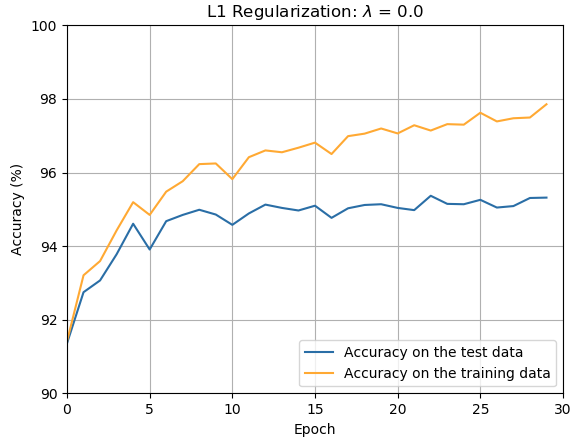 L1 Regularization: λ = 0.0
100
98
96
94
92
90
Accuracy (%)
0 5 10 15 20 25 30
Epoch
Accuracy on the test data
Accuracy on the training data